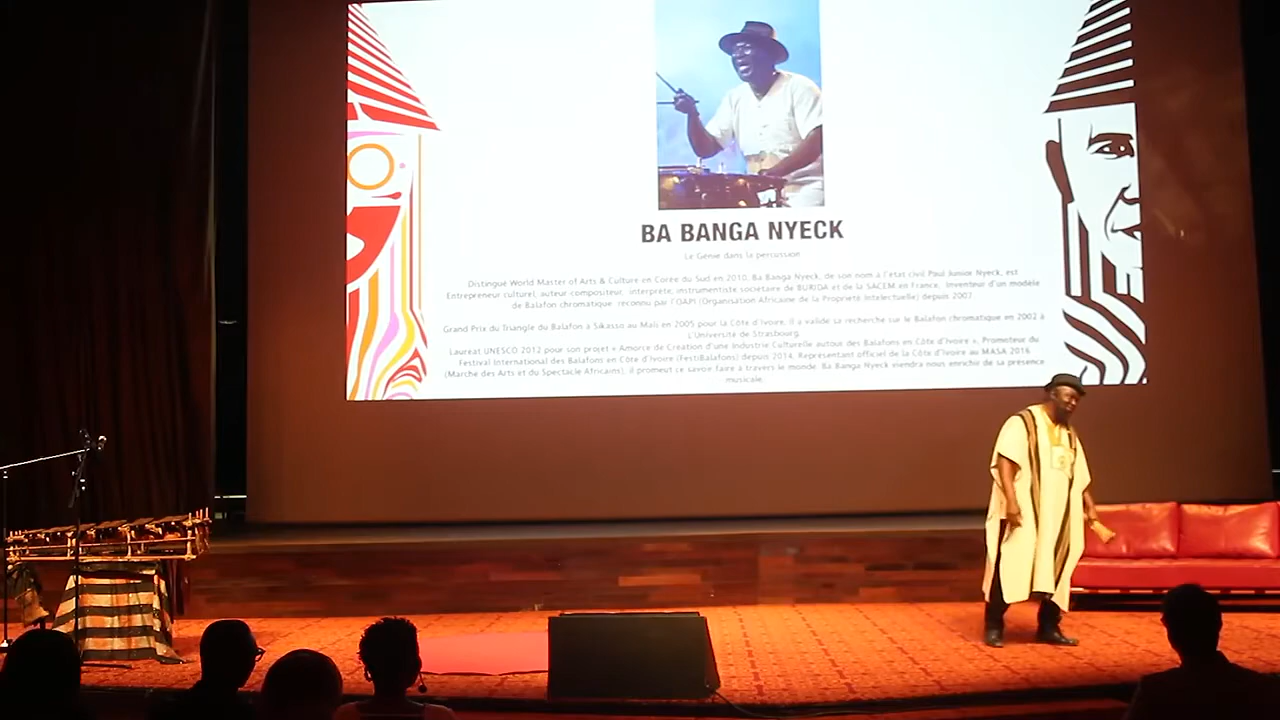 BA BANGA NYECK
Le Génie dans la percussion
Distingué World Master of Arts & Culture en Corée du Sud en 2010, Ba Banga Nyeck, de son nom à l'état civil Paul Junior Nyeck, est
Entrepreneur culturel, auteur-compositeur, interprète, instrumentiste sociétaire de BURIDA et de la SACEM en France. Inventeur d'un modèle
de Balafon chromatique reconnu par l'OAPI (Organisation Africaine de la Propriété Intelectuelle) depuis 2007.
Grand Prix du Triangle du Balafon à Sikasso au Mali en 2005 pour la Côte d'Ivoire, il a validé sa recherche sur le Balafon chromatique en 2002 à
L'Université de Strasbourg.
Lauréat UNESCO 2012 pour son projet « Amorce de Création d'une Industrie Culturelle autour des Balafons en Côte d'Ivoire », Promoteur du
Festival International des Balafons en Côte d'Ivoire (FestiBalafons) depuis 2014, Représentant officiel de la Côte d'Ivoire au MASA 2016
(Marché des Arts et du Spectacle Africains), il promeut ce savoir faire à travers le monde. Ba Banga Nyeck viendra nous enrichir de sa présence
musicale.